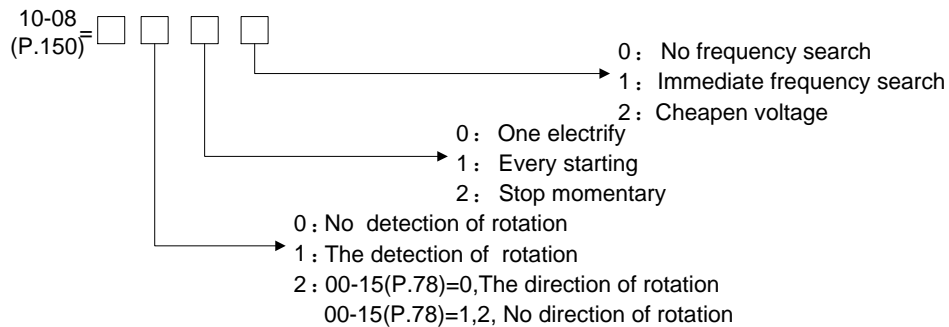 10-08
(P.150)= □ □ □ □
0：No frequency search
1：Immediate frequency search
2：Cheapen voltage
0：One electrify
1：Every starting
2：Stop momentary
0：No detection of rotation
1：The detection of rotation
2：00-15(P.78)=0,The direction of rotation
00-15(P.78)=1,2, No direction of rotation